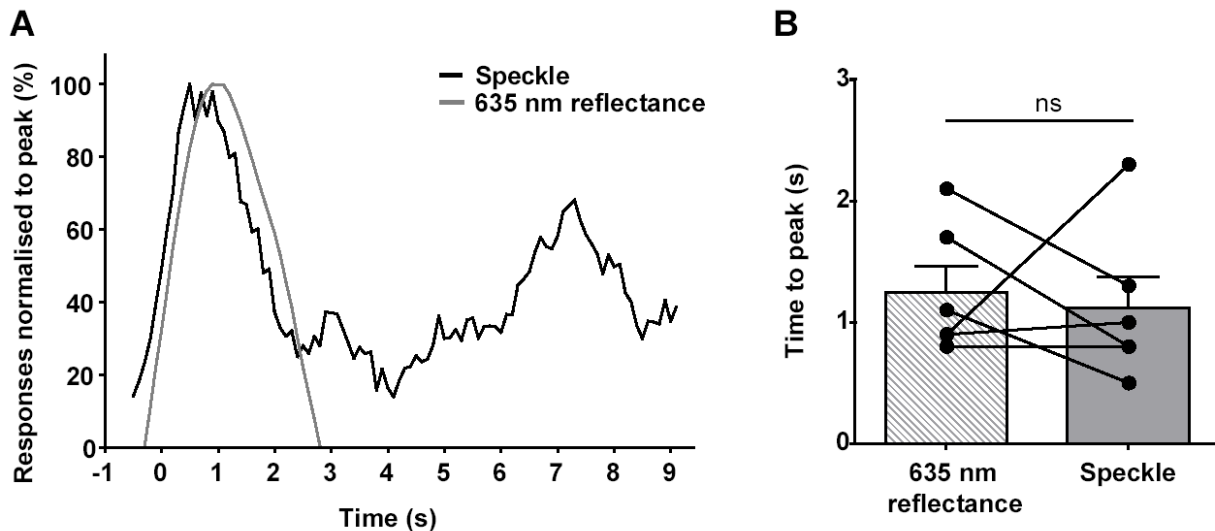 A
Responses normalised to peak (%)
100
80
60
40
20
0
-1 0 1 2 3 4 5 6 7 8 9
Time (s)
Speckle
635 nm reflectance
B
Time to peak (s)
3
2
1
0
ns
635 nm
reflectance
Speckle